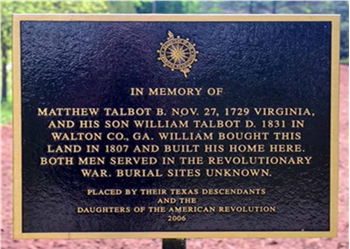 IN MEMORY OF
MATTHEW TALBOT B. NOV. 27, 1729 VIRGINIA,
AND HIS SON WILLIAM TALBOT D. 1831 IN
WALTON CO., GA. WILLIAM BOUGHT THIS
LAND IN 1807 AND BUILT HIS HOME HERE.
BOTH MEN SERVED IN THE REVOLUTIONARY
WAR. BURIAL SITES UNKNOWN.
PLACED BY THEIR TEXAS DESCENDANTS
AND THE
DAUGHTERS OF THE AMERICAN REVOLUTION
2006